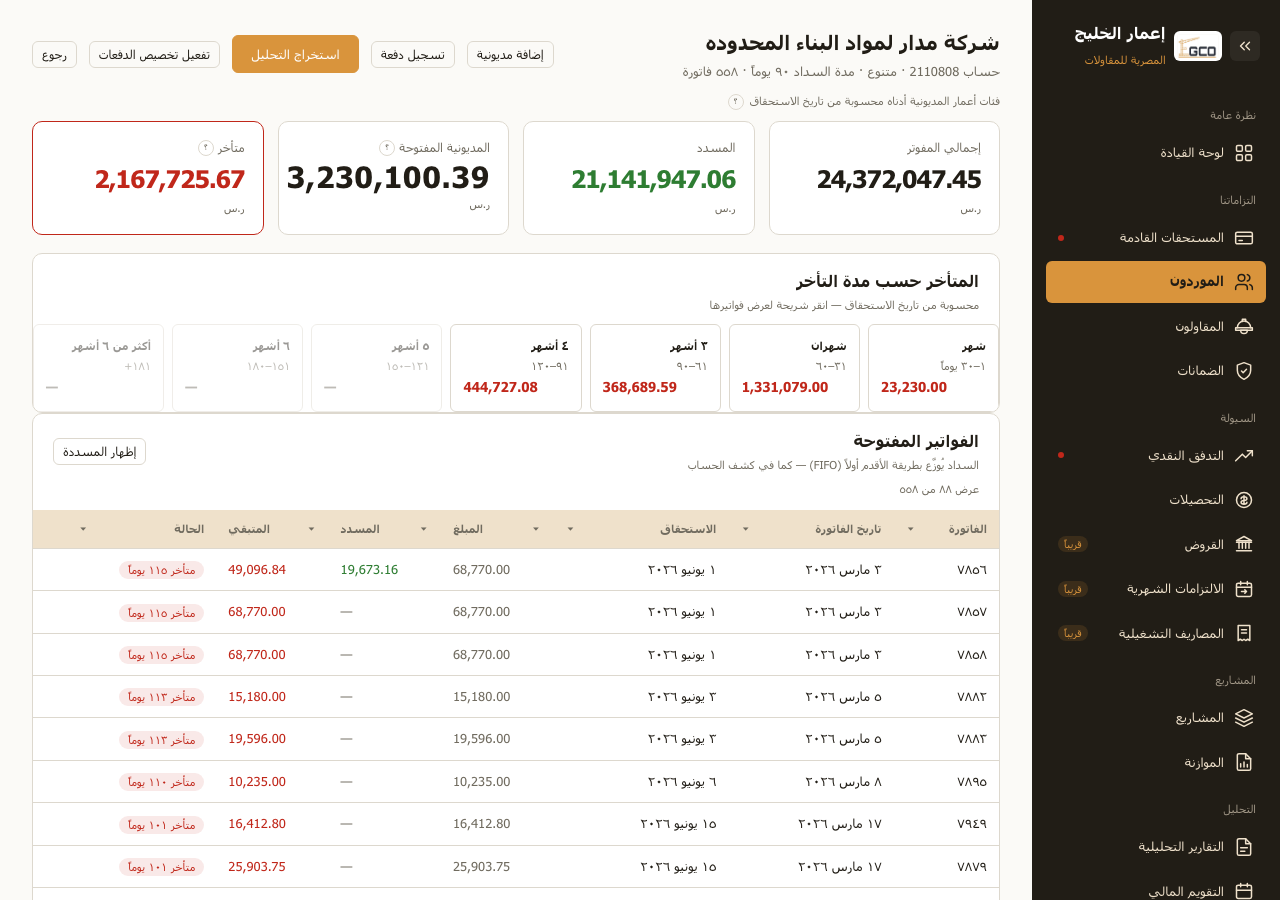 إعمار الخليج
المصرية للمقاولات
GCO
نظرة عامة
لوحة القيادة
التزاماتنا
المستحقات القادمة
الموردون
المقاولون
الضمانات
السيولة
التدفق النقدي
التحصيلات
القروض
قريباً
الالتزامات الشهرية
قريباً
المصاريف التشغيلية
قريباً
المشاريع
المشاريع
الموازنة
التحليل
التقارير التحليلية
التقويم المالي
شركة مدار لمواد البناء المحدوده
حساب 2110808 · متنوع · مدة السداد ٩٠ يوماً · ٥٥٨ فاتورة
إضافة مديونية
تسجيل دفعة
استخراج التحليل
تفعيل تخصيص الدفعات
رجوع
فئات أعمار المديونية أدناه محسوبة من تاريخ الاستحقاق ؟
إجمالي المفوتر
24,372,047.45
ر.س
المسدد
21,141,947.06
ر.س
المديونية المفتوحة ؟
3,230,100.39
ر.س
متأخر ؟
2,167,725.67
ر.س
المتأخر حسب مدة التأخر
محسوبة من تاريخ الاستحقاق — انقر شريحة لعرض فواتيرها
شهر
١–٣٠ يوماً
23,230.00
شهران
٣١–٦٠
1,331,079.00
٣ أشهر
٦١–٩٠
368,689.59
٤ أشهر
٩١–١٢٠
444,727.08
٥ أشهر
١٢١–١٥٠
—
٦ أشهر
١٥١–١٨٠
—
أكثر من ٦ أشهر
١٨١+
—
الفواتير المفتوحة
إظهار المسددة
السداد يُوزّع بطريقة الأقدم أولاً (FIFO) — كما في كشف الحساب
عرض ٨٨ من ٥٥٨
الفاتورة تاريخ الفاتورة الاستحقاق المبلغ المسدد المتبقي الحالة
٧٨٥٦ ٣ مارس ٢٠٢٦ ١ يونيو ٢٠٢٦ 68,770.00 19,673.16 49,096.84 متأخر ١١٥ يوماً
٧٨٥٧ ٣ مارس ٢٠٢٦ ١ يونيو ٢٠٢٦ 68,770.00 — 68,770.00 متأخر ١١٥ يوماً
٧٨٥٨ ٣ مارس ٢٠٢٦ ١ يونيو ٢٠٢٦ 68,770.00 — 68,770.00 متأخر ١١٥ يوماً
٧٨٨٢ ٥ مارس ٢٠٢٦ ٣ يونيو ٢٠٢٦ 15,180.00 — 15,180.00 متأخر ١١٣ يوماً
٧٨٨٣ ٥ مارس ٢٠٢٦ ٣ يونيو ٢٠٢٦ 19,596.00 — 19,596.00 متأخر ١١٣ يوماً
٧٨٩٥ ٨ مارس ٢٠٢٦ ٦ يونيو ٢٠٢٦ 10,235.00 — 10,235.00 متأخر ١١٠ يوماً
٧٩٤٩ ١٧ مارس ٢٠٢٦ ١٥ يونيو ٢٠٢٦ 16,412.80 — 16,412.80 متأخر ١٠١ يوماً
٧٨٧٩ ١٧ مارس ٢٠٢٦ ١٥ يونيو ٢٠٢٦ 25,903.75 — 25,903.75 متأخر ١٠١ يوماً